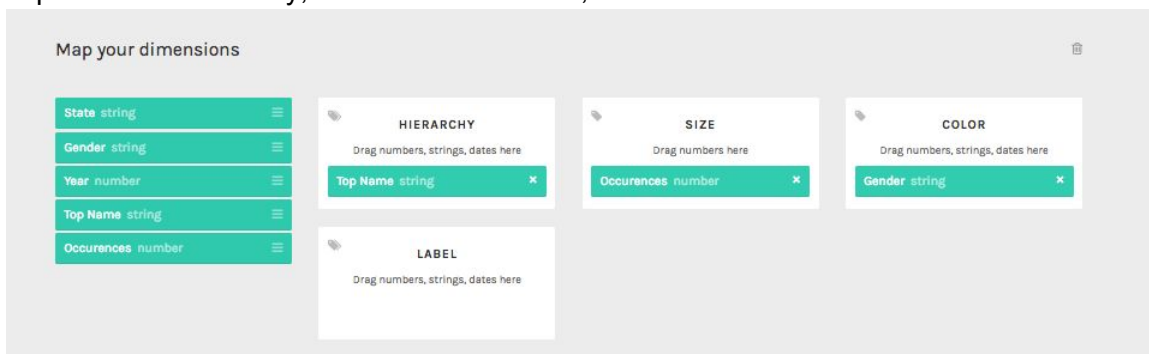 Map your dimensions
State string
Gender string
Year number
Top Name string
Occurences number
HIERARCHY
Drag numbers, strings, dates here
Top Name string
SIZE
Drag numbers here
Occurences number
COLOR
Drag numbers, strings, dates here
Gender string
LABEL
Drag numbers, strings, dates here